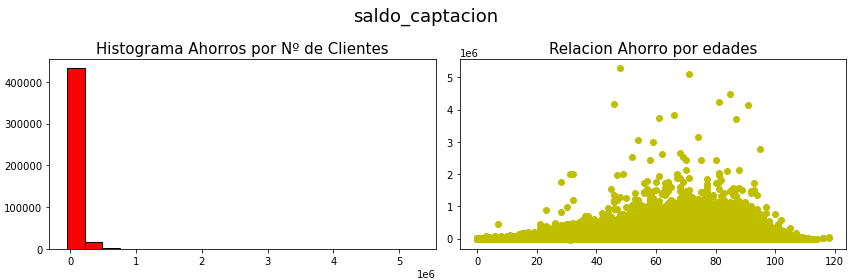 saldo_captacion
Histograma Ahorros por Nº de Clientes
400000
300000
200000
100000
0
0 1 2 3 4 5
1e6
Relacion Ahorro por edades
1e6
5
4
3
2
1
0
0 20 40 60 80 100 120